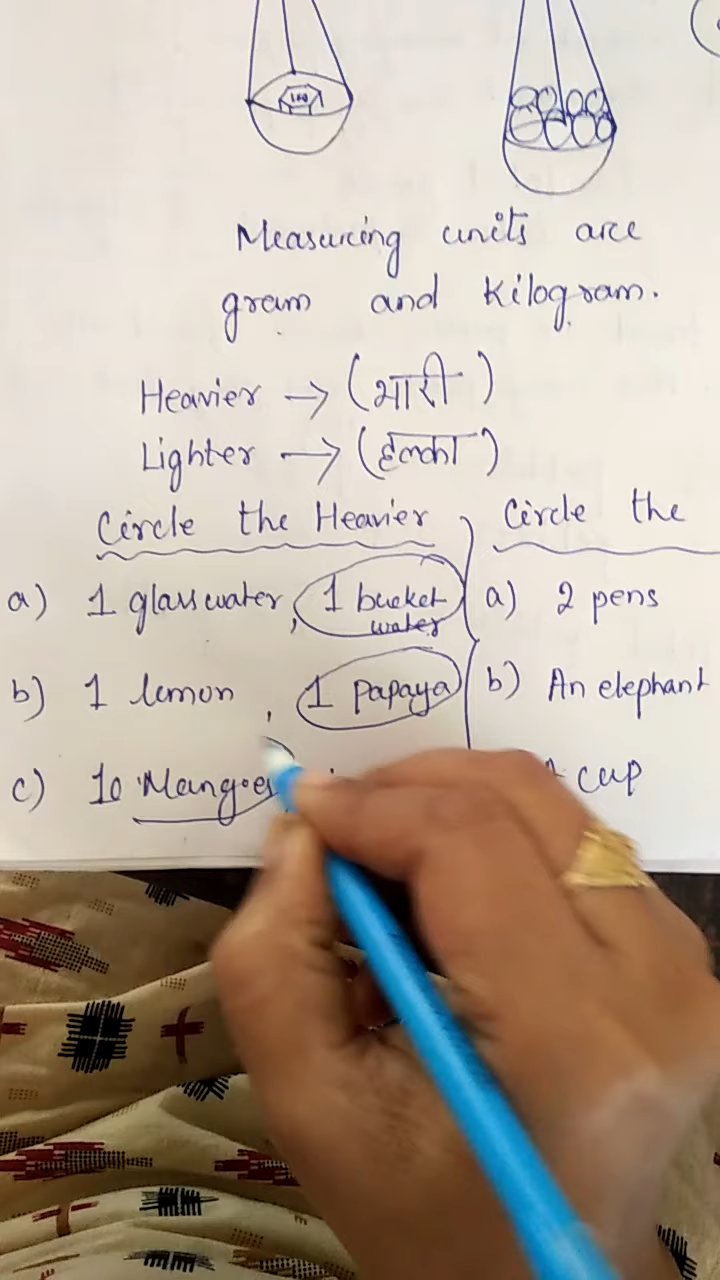 100
Measuring units are
gram and Kilogram.
Heavier → (भारी)
Lighter → (हल्का)
Circle the Heavier
a) 1 glass water, 1 bucket water
b) 1 lemon, 1 papaya
c) 10 Mangoes
Circle the
a) 2 pens
b) An elephant
cup